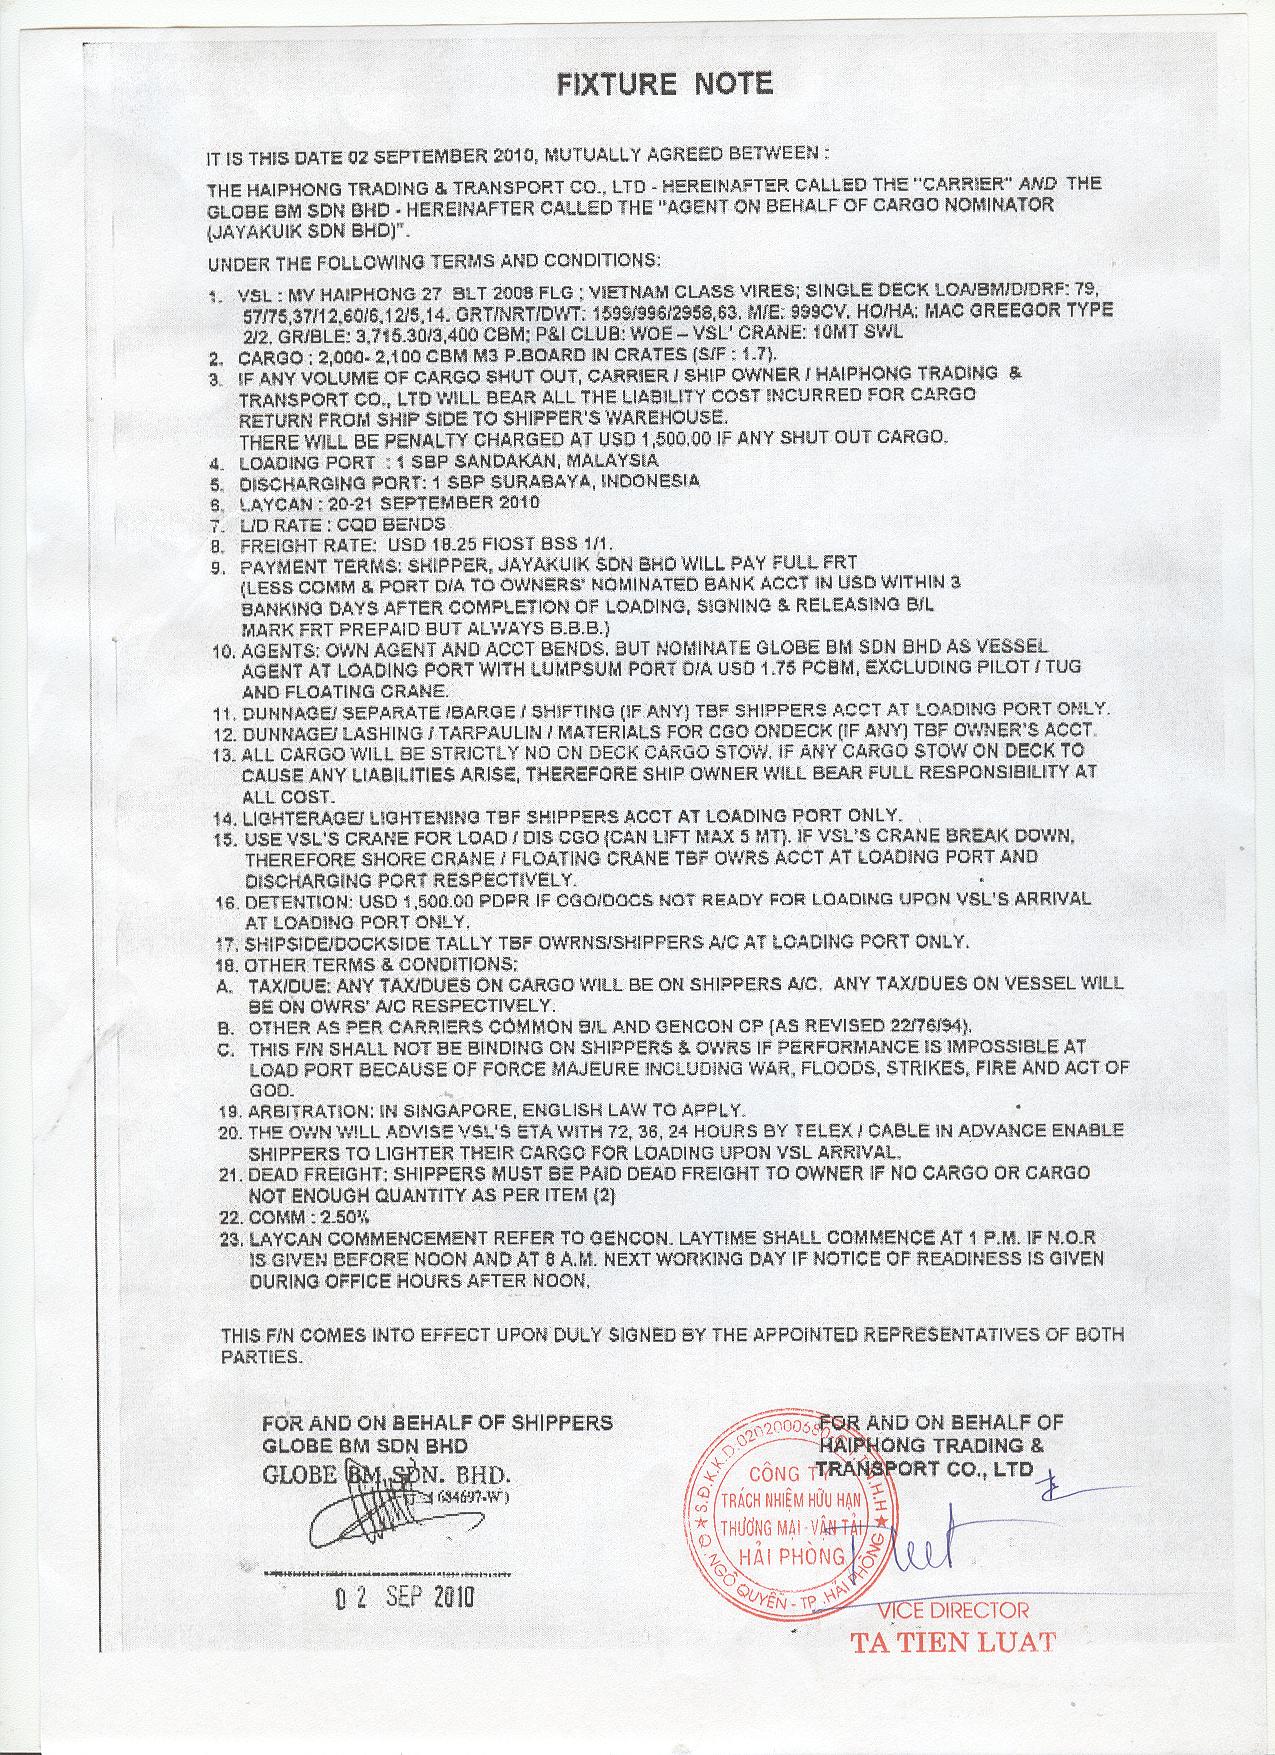 FIXTURE NOTE
IT IS THIS DATE 02 SEPTEMBER 2010, MUTUALLY AGREED BETWEEN :
THE HAIPHONG TRADING & TRANSPORT CO., LTD - HEREINAFTER CALLED THE "CARRIER" AND THE
GLOBE BM SDN BHD - HEREINAFTER CALLED THE "AGENT ON BEHALF OF CARGO NOMINATOR
(JAYAKUIK SDN BHD)".
UNDER THE FOLLOWING TERMS AND CONDITIONS:
1. VSL : MV HAIPHONG 27 BLT 2008 FLG ; VIETNAM CLASS VIRES; SINGLE DECK LOA/BM/D/DRF: 79,
57/75,37/12,60/6,12/5,14. GRT/NRT/DWT: 1599/996/2958,63. M/E: 999CV. HO/HA: MAC GREEGOR TYPE
2/2. GR/BLE: 3,715.30/3,400 CBM; P&I CLUB: WOE – VSL' CRANE: 10MT SWL
2. CARGO : 2,000- 2,100 CBM M3 P.BOARD IN CRATES (S/F : 1.7).
3. IF ANY VOLUME OF CARGO SHUT OUT, CARRIER / SHIP OWNER / HAIPHONG TRADING &
TRANSPORT CO., LTD WILL BEAR ALL THE LIABILITY COST INCURRED FOR CARGO
RETURN FROM SHIP SIDE TO SHIPPER'S WAREHOUSE.
THERE WILL BE PENALTY CHARGED AT USD 1,500.00 IF ANY SHUT OUT CARGO.
4. LOADING PORT : 1 SBP SANDAKAN, MALAYSIA
5. DISCHARGING PORT: 1 SBP SURABAYA, INDONESIA
6. LAYCAN : 20-21 SEPTEMBER 2010
7. L/D RATE : CQD BENDS
8. FREIGHT RATE: USD 18.25 FIOST BSS 1/1.
9. PAYMENT TERMS: SHIPPER, JAYAKUIK SDN BHD WILL PAY FULL FRT
(LESS COMM & PORT D/A TO OWNERS' NOMINATED BANK ACCT IN USD WITHIN 3
BANKING DAYS AFTER COMPLETION OF LOADING, SIGNING & RELEASING B/L
MARK FRT PREPAID BUT ALWAYS B.B.B.)
10. AGENTS: OWN AGENT AND ACCT BENDS. BUT NOMINATE GLOBE BM SDN BHD AS VESSEL
AGENT AT LOADING PORT WITH LUMPSUM PORT D/A USD 1.75 PCBM, EXCLUDING PILOT / TUG
AND FLOATING CRANE.
11. DUNNAGE/ SEPARATE /BARGE / SHIFTING (IF ANY) TBF SHIPPERS ACCT AT LOADING PORT ONLY.
12. DUNNAGE/ LASHING / TARPAULIN / MATERIALS FOR CGO ONDECK (IF ANY) TBF OWNER'S ACCT.
13. ALL CARGO WILL BE STRICTLY NO ON DECK CARGO STOW. IF ANY CARGO STOW ON DECK TO
CAUSE ANY LIABILITIES ARISE, THEREFORE SHIP OWNER WILL BEAR FULL RESPONSIBILITY AT
ALL COST.
14. LIGHTERAGE/ LIGHTENING TBF SHIPPERS ACCT AT LOADING PORT ONLY.
15. USE VSL'S CRANE FOR LOAD / DIS CGO (CAN LIFT MAX 5 MT). IF VSL'S CRANE BREAK DOWN,
THEREFORE SHORE CRANE / FLOATING CRANE TBF OWRS ACCT AT LOADING PORT AND
DISCHARGING PORT RESPECTIVELY.
16. DETENTION: USD 1,500.00 PDPR IF CGO/DOCS NOT READY FOR LOADING UPON VSL'S ARRIVAL
AT LOADING PORT ONLY.
17. SHIPSIDE/DOCKSIDE TALLY TBF OWRNS/SHIPPERS A/C AT LOADING PORT ONLY.
18. OTHER TERMS & CONDITIONS:
A. TAX/DUE: ANY TAX/DUES ON CARGO WILL BE ON SHIPPERS A/C. ANY TAX/DUES ON VESSEL WILL
BE ON OWRS' A/C RESPECTIVELY.
B. OTHER AS PER CARRIERS COMMON B/L AND GENCON CP (AS REVISED 22/76/94).
C. THIS F/N SHALL NOT BE BINDING ON SHIPPERS & OWRS IF PERFORMANCE IS IMPOSSIBLE AT
LOAD PORT BECAUSE OF FORCE MAJEURE INCLUDING WAR, FLOODS, STRIKES, FIRE AND ACT OF
GOD.
19. ARBITRATION: IN SINGAPORE, ENGLISH LAW TO APPLY.
20. THE OWN WILL ADVISE VSL'S ETA WITH 72, 36, 24 HOURS BY TELEX / CABLE IN ADVANCE ENABLE
SHIPPERS TO LIGHTER THEIR CARGO FOR LOADING UPON VSL ARRIVAL.
21. DEAD FREIGHT: SHIPPERS MUST BE PAID DEAD FREIGHT TO OWNER IF NO CARGO OR CARGO
NOT ENOUGH QUANTITY AS PER ITEM (2)
22. COMM : 2.50%
23. LAYCAN COMMENCEMENT REFER TO GENCON. LAYTIME SHALL COMMENCE AT 1 P.M. IF N.O.R
IS GIVEN BEFORE NOON AND AT 8 A.M. NEXT WORKING DAY IF NOTICE OF READINESS IS GIVEN
DURING OFFICE HOURS AFTER NOON.
THIS F/N COMES INTO EFFECT UPON DULY SIGNED BY THE APPOINTED REPRESENTATIVES OF BOTH
PARTIES.
FOR AND ON BEHALF OF SHIPPERS
GLOBE BM SDN BHD
GLOBE BM SDN. BHD.
(634697-W)
02 SEP 2010
FOR AND ON BEHALF OF
HAIPHONG TRADING &
TRANSPORT CO., LTD
CÔNG TY
TRÁCH NHIỆM HỮU HẠN
THƯƠNG MẠI - VẬN TẢI
HẢI PHÒNG
Q. NGÔ QUYỀN - TP. HẢI PHÒNG
VICE DIRECTOR
TA TIEN LUAT